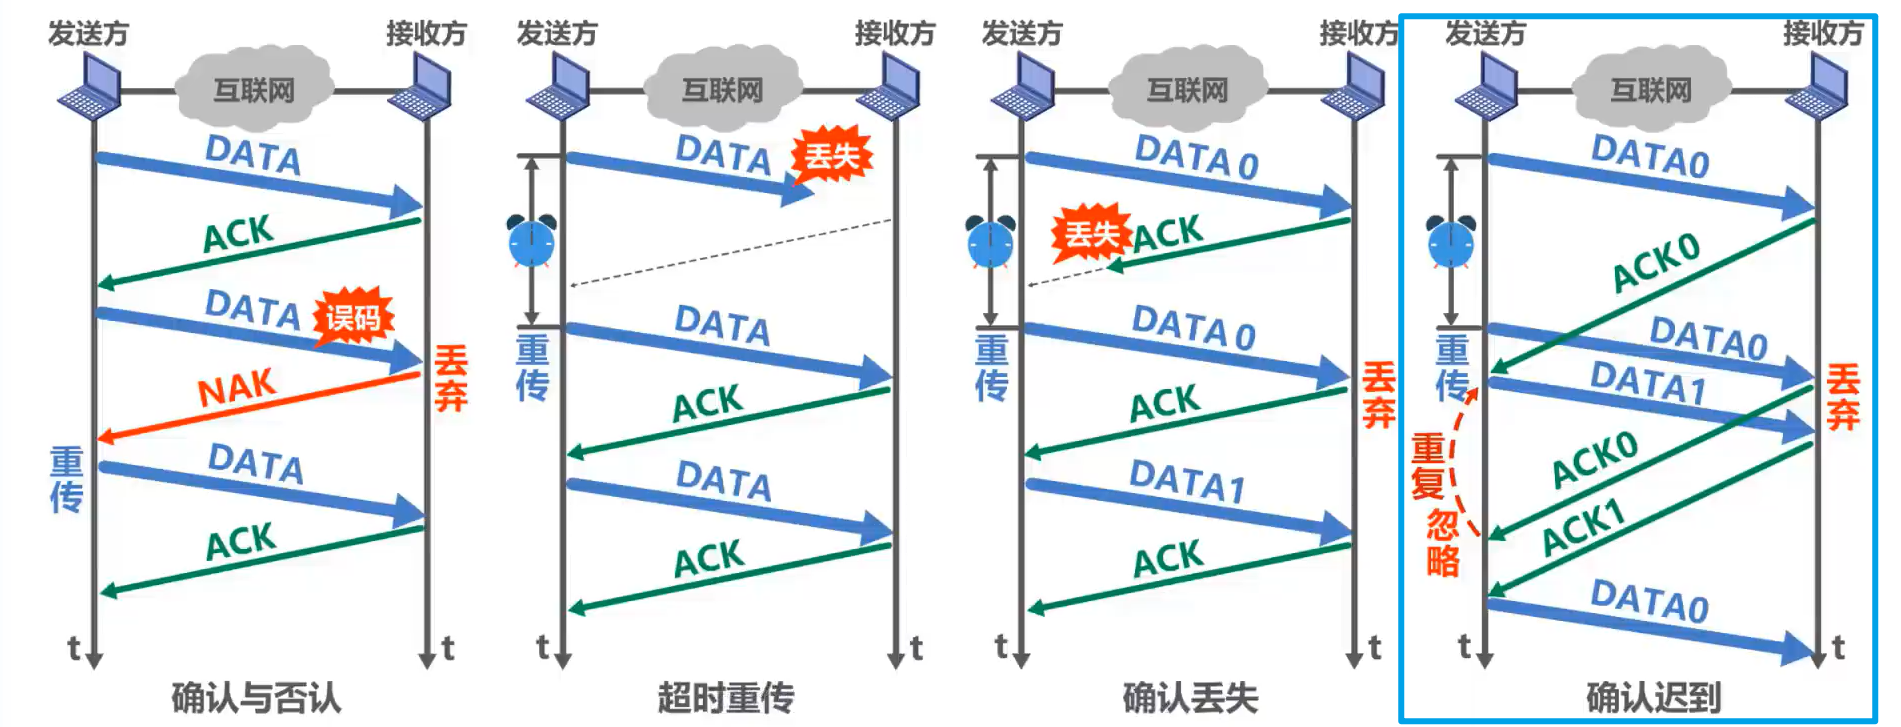 发送方
接收方
互联网
DATA
ACK
DATA
误码
丢弃
NAK
重传
DATA
ACK
t
t
确认与否认
发送方
接收方
互联网
DATA
丢失
DATA
重传
ACK
DATA
ACK
t
t
超时重传
发送方
接收方
互联网
DATA 0
丢失
ACK
DATA 0
重传
丢弃
ACK
DATA1
ACK
t
t
确认丢失
发送方
接收方
互联网
DATA0
ACK0
DATA0
重传
DATA1
丢弃
重复
忽略
ACK0
ACK1
DATA0
t
t
确认迟到